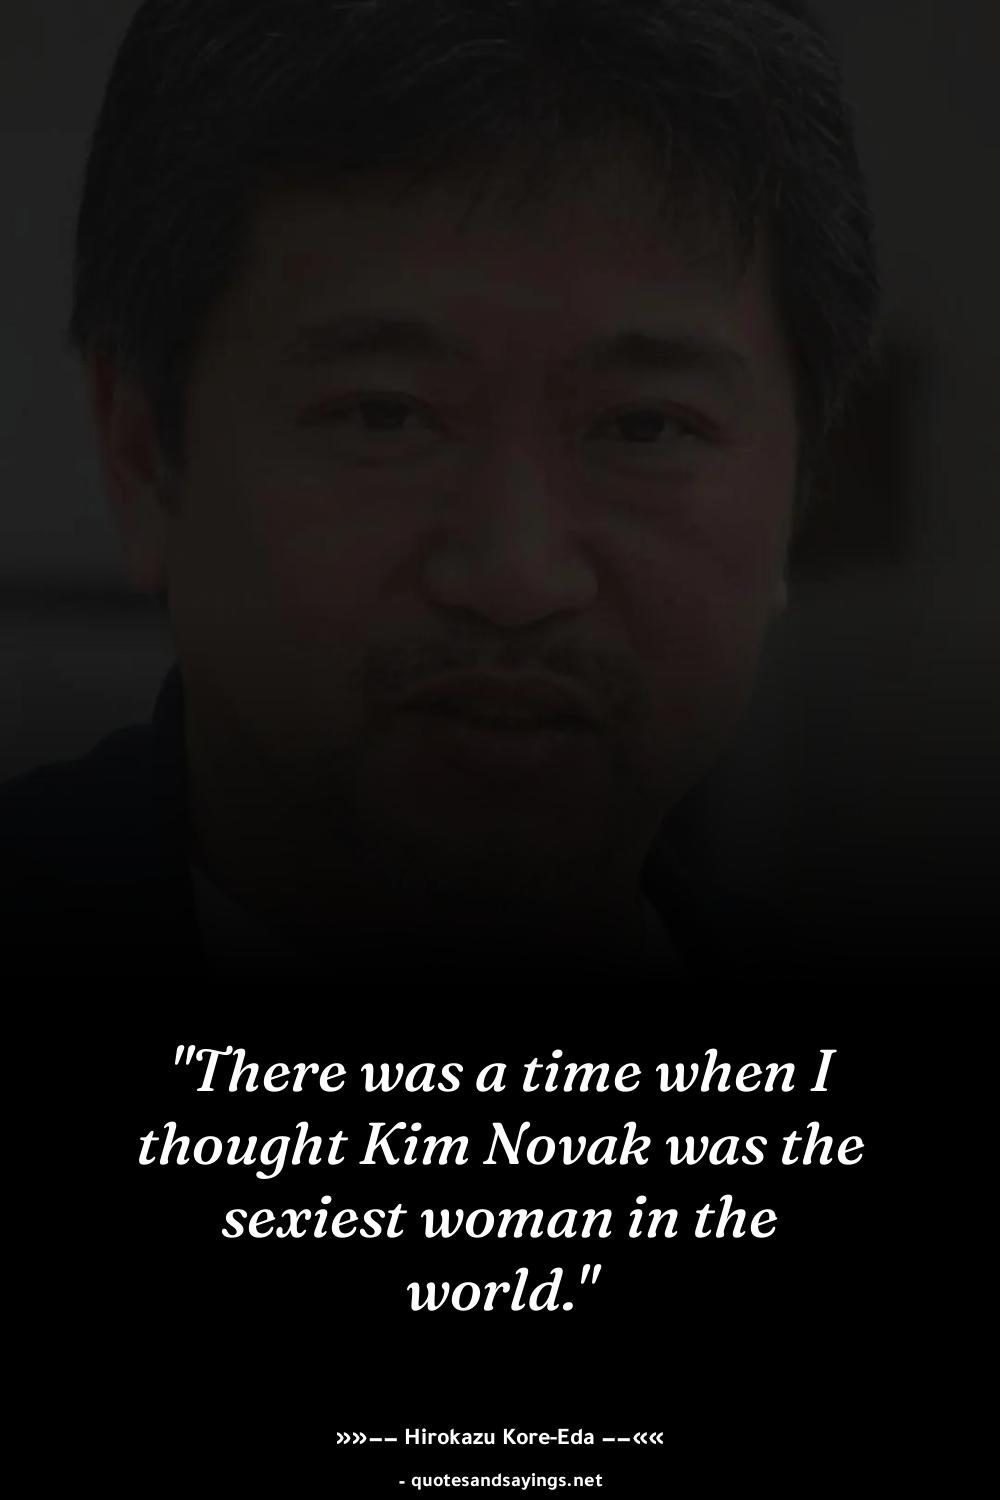 "There was a time when I
thought Kim Novak was the
sexiest woman in the
world."
»»–– Hirokazu Kore-Eda ––««
- quotesandsayings.net